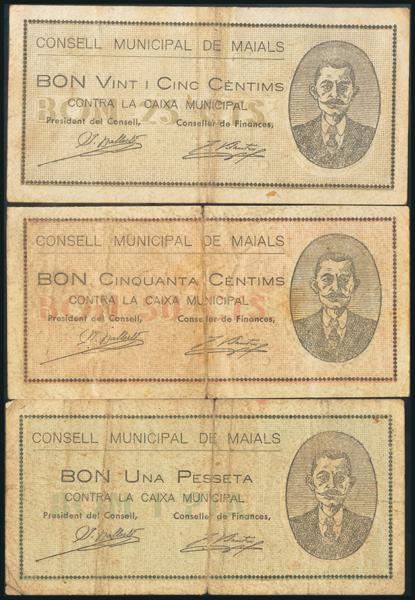 CONSELL MUNICIPAL DE MAIALS
BON VINT I CINC CÈNTIMS
CONTRA LA CAIXA MUNICIPAL
President del Consell, Conseller de Finances,
CONSELL MUNICIPAL DE MAIALS
BON CINQUANTA CÈNTIMS
CONTRA LA CAIXA MUNICIPAL
President del Consell, Conseller de Finances,
CONSELL MUNICIPAL DE MAIALS
BON UNA PESSETA
CONTRA LA CAIXA MUNICIPAL
President del Consell, Conseller de Finances,